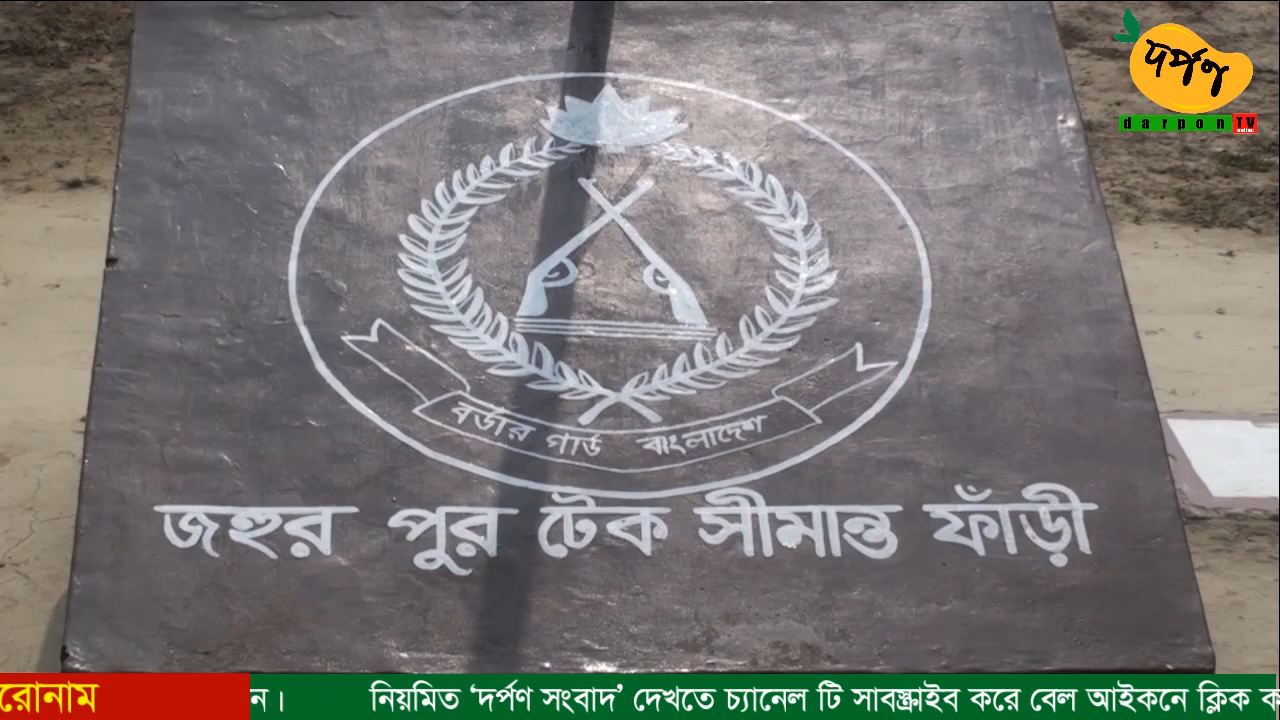 দর্পণ
darpon TV
বর্ডার গার্ড বাংলাদেশ
জহুর পুর টেক সীমান্ত ফাঁড়ী
রোনাম ন। নিয়মিত ‘দর্পণ সংবাদ’ দেখতে চ্যানেল টি সাবস্ক্রাইব করে বেল আইকনে ক্লিক ক